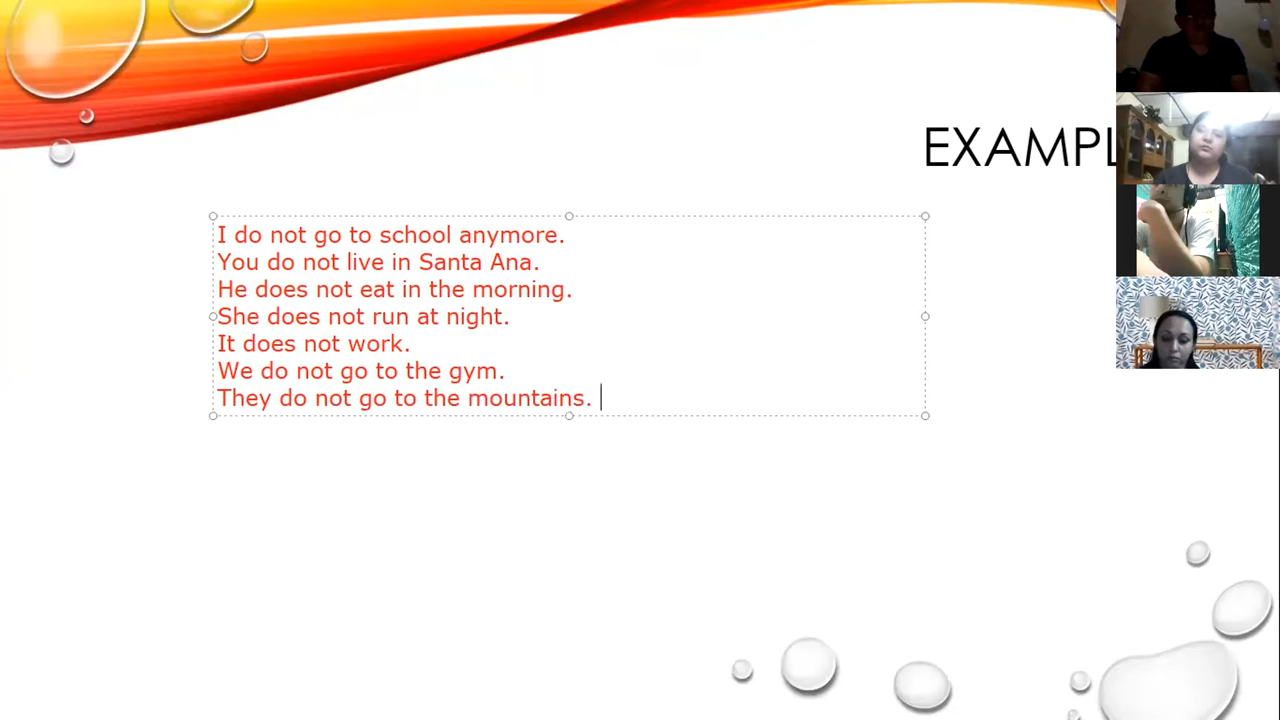 EXAMPL
I do not go to school anymore.
You do not live in Santa Ana.
He does not eat in the morning.
She does not run at night.
It does not work.
We do not go to the gym.
They do not go to the mountains.